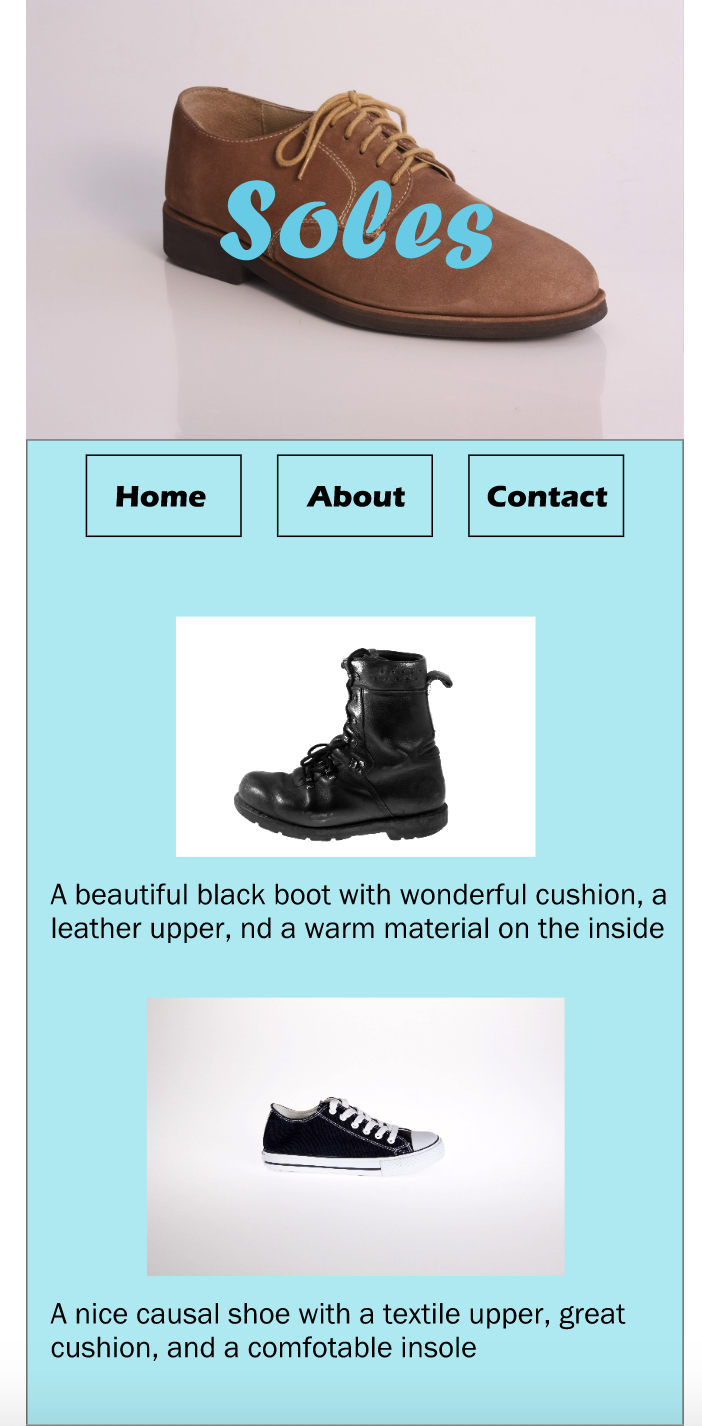 Soles
Home About Contact
A beautiful black boot with wonderful cushion, a
leather upper, nd a warm material on the inside
A nice causal shoe with a textile upper, great
cushion, and a comfotable insole